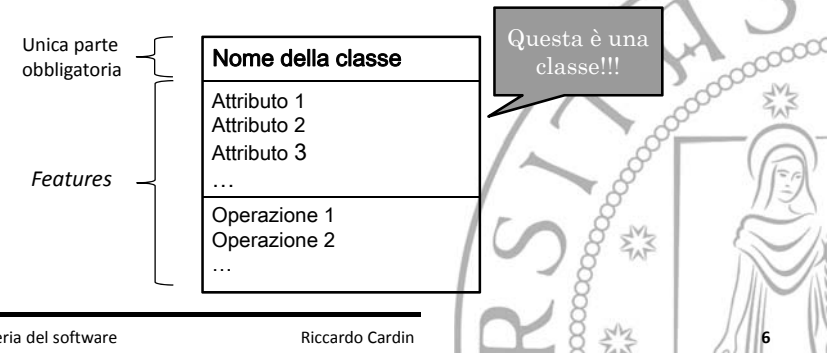 Unica parte
obbligatoria
Nome della classe
Questa è una
classe!!!
Features
Attributo 1
Attributo 2
Attributo 3
…
Operazione 1
Operazione 2
…
eria del software
Riccardo Cardin
6